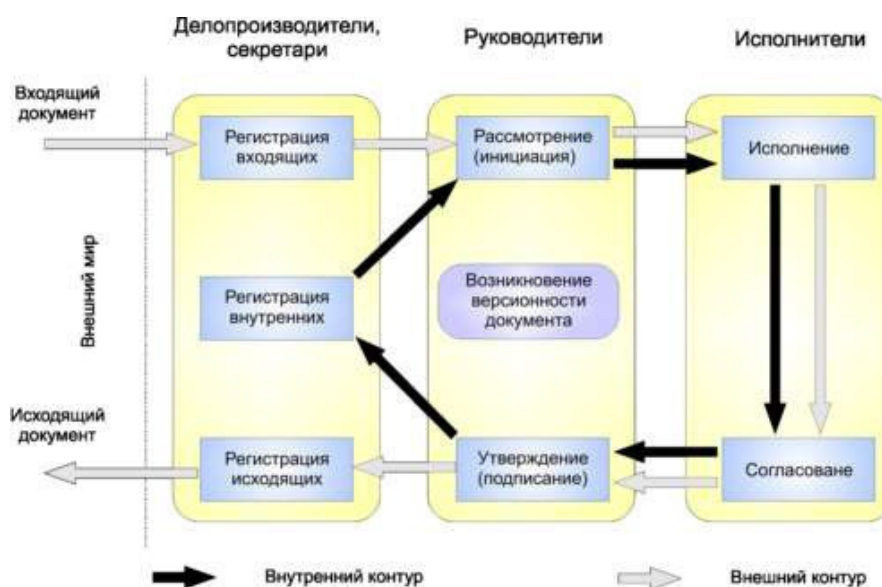 Делопроизводители,
секретари
Руководители
Исполнители
Входящий
документ
Регистрация
входящих
Рассмотрение
(инициация)
Исполнение
Внешний мир
Регистрация
внутренних
Возникновение
версионности
документа
Исходящий
документ
Регистрация
исходящих
Утверждение
(подписание)
Согласоване
Внутренний контур
Внешний контур